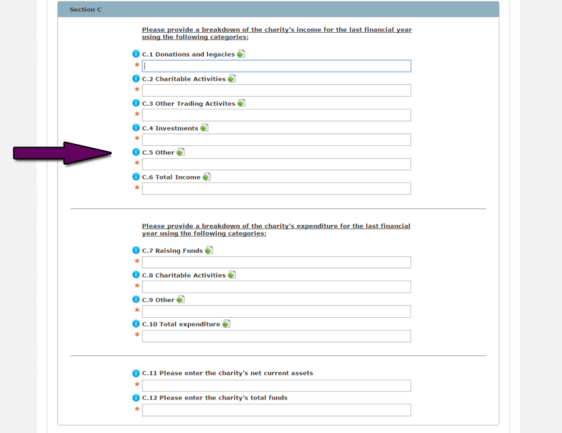 Section C
Please provide a breakdown of the charity's income for the last financial year
using the following categories:
C.1 Donations and legacies
C.2 Charitable Activities
C.3 Other Trading Activites
C.4 Investments
C.5 Other
C.6 Total Income
Please provide a breakdown of the charity's expenditure for the last financial
year using the following categories:
C.7 Raising Funds
C.8 Charitable Activities
C.9 Other
C.10 Total expenditure
C.11 Please enter the charity's net current assets
C.12 Please enter the charity's total funds